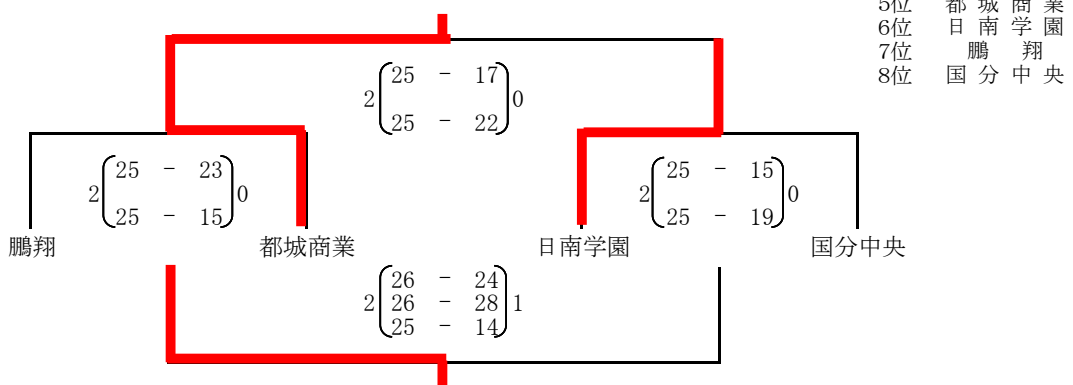 5位 都城商業
6位 日南学園
7位 鵬翔
8位 国分中央
25 - 17
2 0
25 - 22
25 - 23
2 0
25 - 15
25 - 15
2 0
25 - 19
鵬翔 都城商業 日南学園 国分中央
26 - 24
2 26 - 28 1
25 - 14